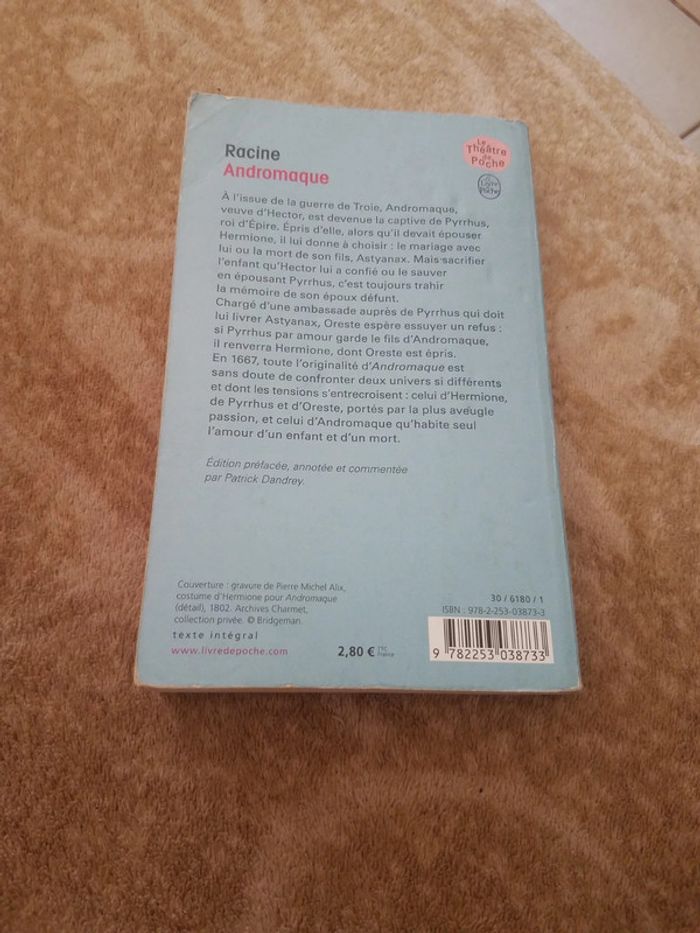 Racine
Andromaque
Le
Théâtre
de
Poche
Le
Livre
de
Poche
À l'issue de la guerre de Troie, Andromaque,
veuve d'Hector, est devenue la captive de Pyrrhus,
roi d'Épire. Épris d'elle, alors qu'il devait épouser
Hermione, il lui donne à choisir : le mariage avec
lui ou la mort de son fils, Astyanax. Mais sacrifier
l'enfant qu'Hector lui a confié ou le sauver
en épousant Pyrrhus, c'est toujours trahir
la mémoire de son époux défunt.
Chargé d'une ambassade auprès de Pyrrhus qui doit
lui livrer Astyanax, Oreste espère essuyer un refus :
si Pyrrhus par amour garde le fils d'Andromaque,
il renverra Hermione, dont Oreste est épris.
En 1667, toute l'originalité d'Andromaque est
sans doute de confronter deux univers si différents
et dont les tensions s'entrecroisent : celui d'Hermione,
de Pyrrhus et d'Oreste, portés par la plus aveugle
passion, et celui d'Andromaque qu'habite seul
l'amour d'un enfant et d'un mort.
Édition préfacée, annotée et commentée
par Patrick Dandrey.
Couverture : gravure de Pierre Michel Alix,
costume d'Hermione pour Andromaque
(détail), 1802. Archives Charmet,
collection privée. © Bridgeman.
texte intégral
www.livredepoche.com
2,80 € TTC
France
30 / 6180 / 1
ISBN : 978-2-253-03873-3
9 782253 038733